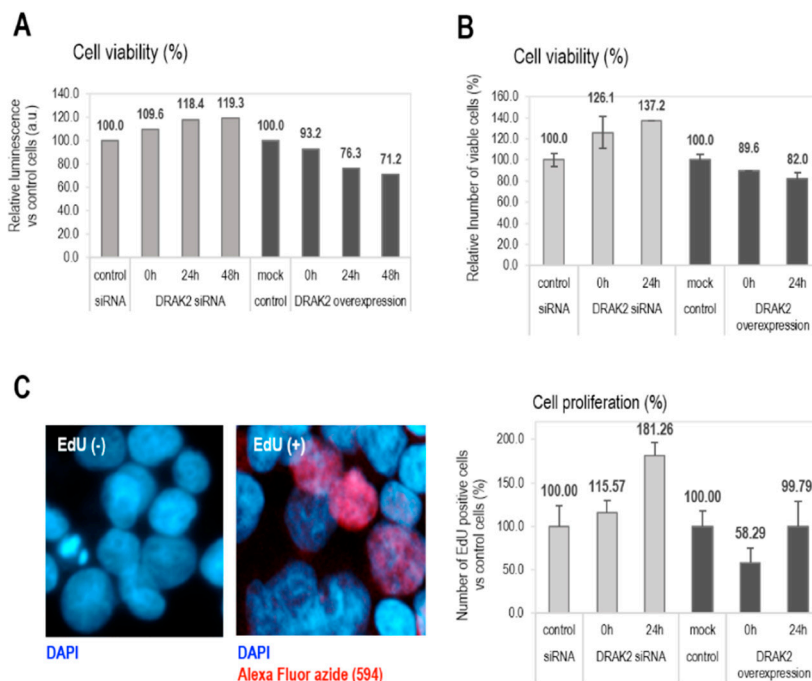 A
Cell viability (%)
Relative luminescence
vs control cells (a.u.)
140.0
120.0
100.0
80.0
60.0
40.0
20.0
0.0
100.0
109.6
118.4
119.3
100.0
93.2
76.3
71.2
control 0h 24h 48h mock 0h 24h 48h
siRNA DRAK2 siRNA control DRAK2 overexpression
B
Cell viability (%)
Relative lnumber of viable cells (%)
160.0
140.0
120.0
100.0
80.0
60.0
40.0
20.0
0.0
100.0
126.1
137.2
100.0
89.6
82.0
control 0h 24h mock 0h 24h
siRNA DRAK2 siRNA control DRAK2
overexpression
C
EdU (-)
EdU (+)
DAPI
DAPI
Alexa Fluor azide (594)
Cell proliferation (%)
Number of EdU positive cells
vs control cells (%)
200.0
150.0
100.0
50.0
0.0
100.00
115.57
181.26
100.00
58.29
99.79
control 0h 24h mock 0h 24h
siRNA DRAK2 siRNA control DRAK2
overexpression